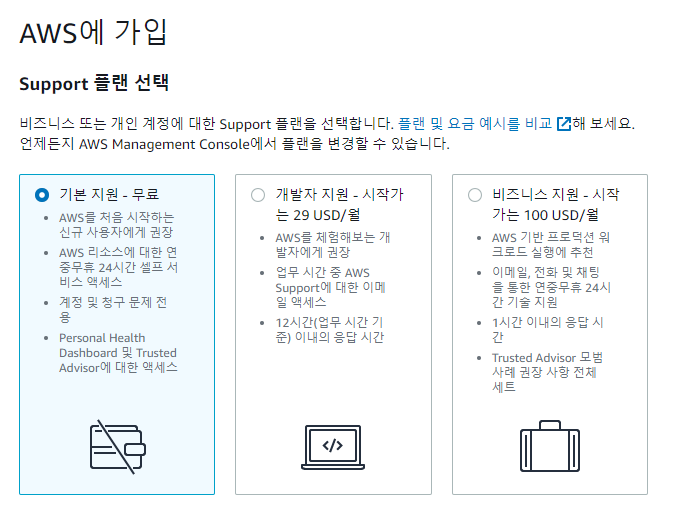 AWS에 가입
Support 플랜 선택
비즈니스 또는 개인 계정에 대한 Support 플랜을 선택합니다. 플랜 및 요금 예시를 비교 해 보세요.
언제든지 AWS Management Console에서 플랜을 변경할 수 있습니다.
기본 지원 - 무료
• AWS를 처음 시작하는
신규 사용자에게 권장
• AWS 리소스에 대한 연
중무휴 24시간 셀프 서
비스 액세스
• 계정 및 청구 문제 전
용
• Personal Health
Dashboard 및 Trusted
Advisor에 대한 액세스
개발자 지원 - 시작가
는 29 USD/월
• AWS를 체험해보는 개
발자에게 권장
• 업무 시간 중 AWS
Support에 대한 이메
일 액세스
• 12시간(업무 시간 기
준) 이내의 응답 시간
</>
비즈니스 지원 - 시작
가는 100 USD/월
• AWS 기반 프로덕션 워
크로드 실행에 추천
• 이메일, 전화 및 채팅
을 통한 연중무휴 24시
간 기술 지원
• 1시간 이내의 응답 시
간
• Trusted Advisor 모범
사례 권장 사항 전체
세트